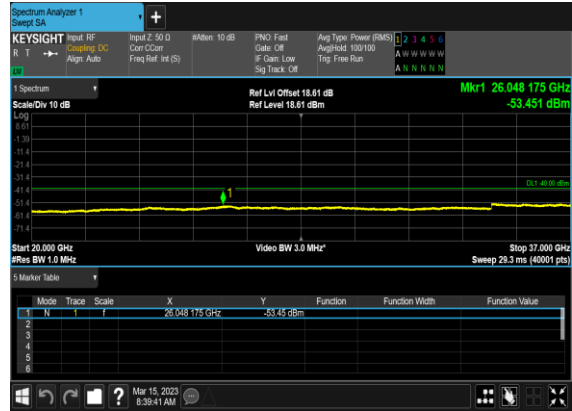 Spectrum Analyzer 1
Swept SA
KEYSIGHT Input: RF Input Z: 50 Ω #Atten: 10 dB PNO: Fast Avg Type: Power (RMS) 1 2 3 4 5 6
R T Coupling: DC Corr CCorr Gate: Off Avg|Hold: 100/100 A W W W W W
Align: Auto Freq Ref: Int (S) IF Gain: Low Trig: Free Run
Sig Track: Off A N N N N N
1 Spectrum Ref Lvl Offset 18.61 dB Mkr1 26.048 175 GHz
Scale/Div 10 dB Ref Level 18.61 dBm -53.451 dBm
Log
8.61
-1.39
-11.4
-21.4
-31.4
DL1 -40.00 dBm
-41.4
1
-51.4
-61.4
-71.4
Start 20.000 GHz Video BW 3.0 MHz* Stop 37.000 GHz
#Res BW 1.0 MHz Sweep 29.3 ms (40001 pts)
5 Marker Table
Mode Trace Scale X Y Function Function Width Function Value
1 N 1 f 26.048 175 GHz -53.45 dBm
2
3
4
5
6
? Mar 15, 2023
8:39:41 AM